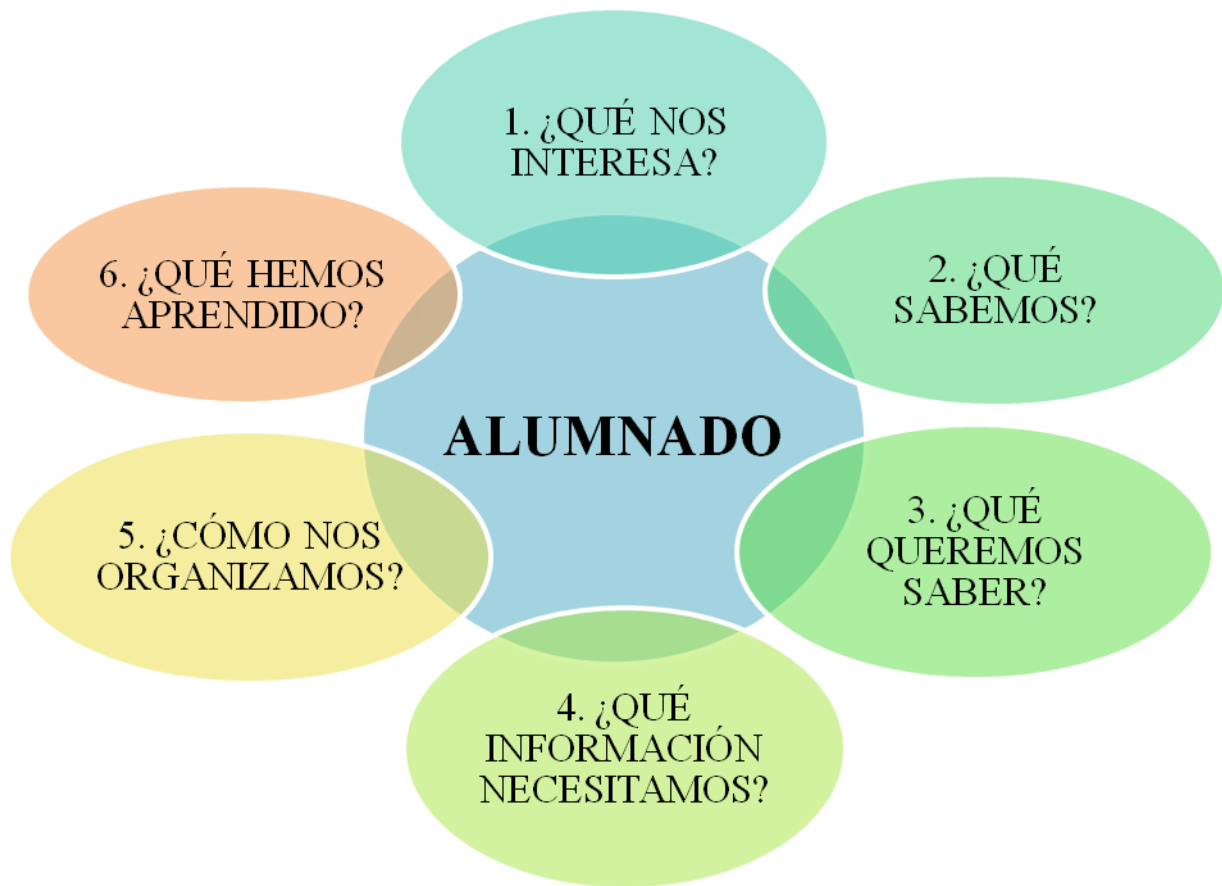 1. ¿QUÉ NOS
INTERESA?
2. ¿QUÉ
SABEMOS?
3. ¿QUÉ
QUEREMOS
SABER?
4. ¿QUÉ
INFORMACIÓN
NECESITAMOS?
5. ¿CÓMO NOS
ORGANIZAMOS?
6. ¿QUÉ HEMOS
APRENDIDO?
ALUMNADO